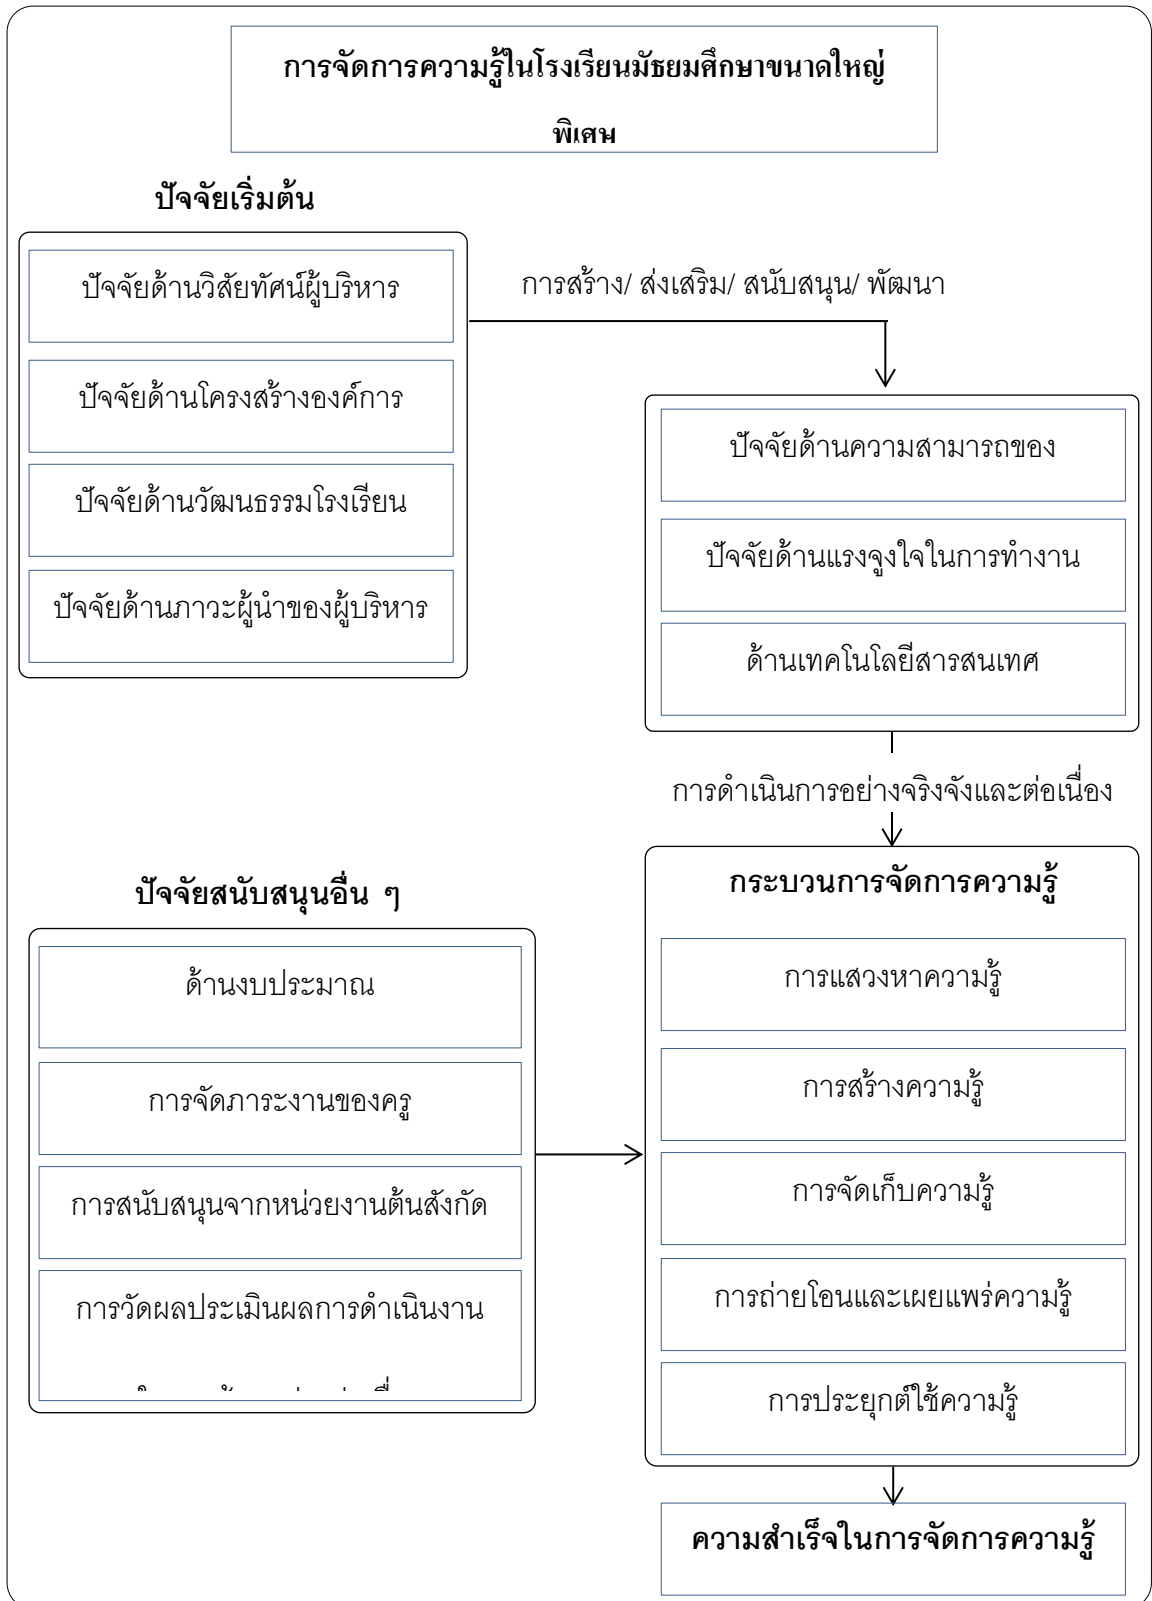 การจัดการความรู้ในโรงเรียนมัธยมศึกษาขนาดใหญ่
พิเศษ
ปัจจัยเริ่มต้น
ปัจจัยด้านวิสัยทัศน์ผู้บริหาร
ปัจจัยด้านโครงสร้างองค์การ
ปัจจัยด้านวัฒนธรรมโรงเรียน
ปัจจัยด้านภาวะผู้นำของผู้บริหาร
การสร้าง/ ส่งเสริม/ สนับสนุน/ พัฒนา
ปัจจัยด้านความสามารถของ
ปัจจัยด้านแรงจูงใจในการทำงาน
ด้านเทคโนโลยีสารสนเทศ
การดำเนินการอย่างจริงจังและต่อเนื่อง
ปัจจัยสนับสนุนอื่น ๆ
ด้านงบประมาณ
การจัดภาระงานของครู
การสนับสนุนจากหน่วยงานต้นสังกัด
การวัดผลประเมินผลการดำเนินงาน
กระบวนการจัดการความรู้
การแสวงหาความรู้
การสร้างความรู้
การจัดเก็บความรู้
การถ่ายโอนและเผยแพร่ความรู้
การประยุกต์ใช้ความรู้
ความสำเร็จในการจัดการความรู้